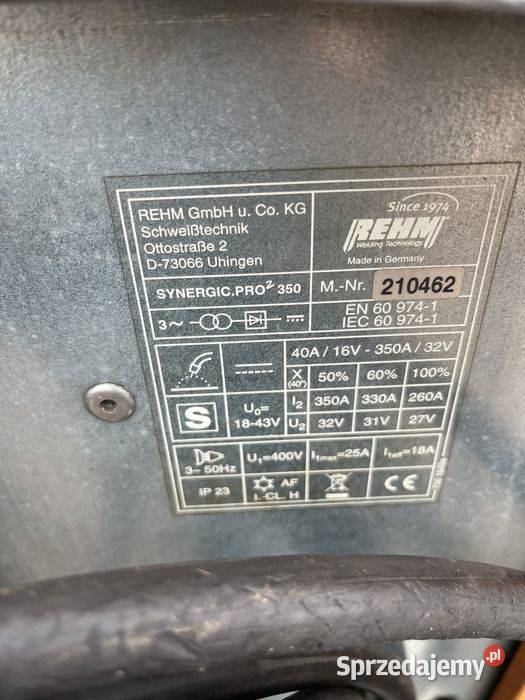 REHM GmbH u. Co. KG
Schweißtechnik
Ottostraße 2
D-73066 Uhingen
Since 1974
REHM
Welding Technology
Made in Germany
SYNERGIC.PRO² 350
M.-Nr. 210462
3~
EN 60 974-1
IEC 60 974-1
40A / 16V - 350A / 32V
X (40°) 50% 60% 100%
S
U₀= 18-43V
I₂ 350A 330A 260A
U₂ 32V 31V 27V
3~ 50Hz
U₁=400V
I₁max=25A
I₁eff=18A
IP 23
AF
I.-CL. H
CE
Sprzedajemy.pl